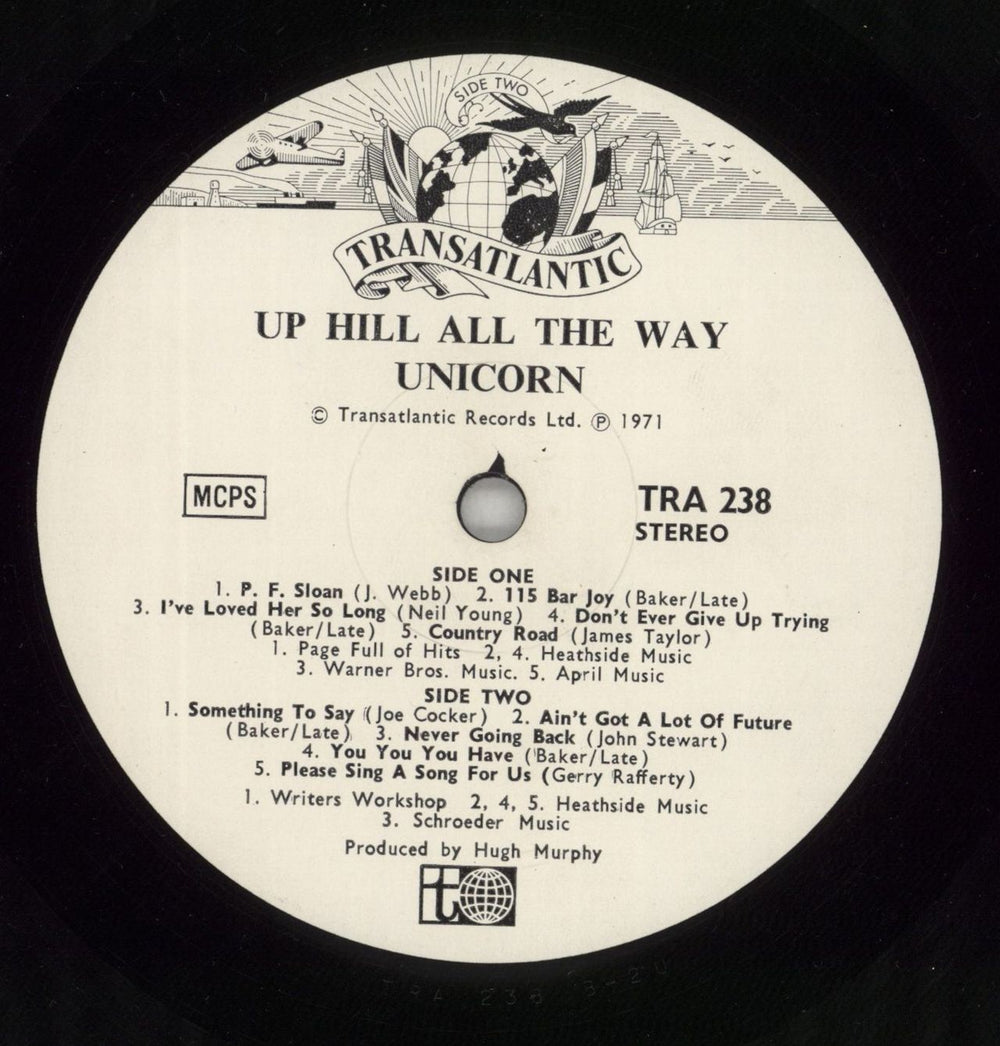 SIDE TWO
TRANSATLANTIC
UP HILL ALL THE WAY
UNICORN
© Transatlantic Records Ltd. ℗ 1971
MCPS
TRA 238
STEREO
SIDE ONE
1. P. F. Sloan (J. Webb) 2. 115 Bar Joy (Baker/Late)
3. I've Loved Her So Long (Neil Young) 4. Don't Ever Give Up Trying
(Baker/Late) 5. Country Road (James Taylor)
1. Page Full of Hits 2, 4. Heathside Music
3. Warner Bros. Music. 5. April Music
SIDE TWO
1. Something To Say (Joe Cocker) 2. Ain't Got A Lot Of Future
(Baker/Late) 3. Never Going Back (John Stewart)
4. You You You Have (Baker/Late)
5. Please Sing A Song For Us (Gerry Rafferty)
1. Writers Workshop 2, 4, 5. Heathside Music
3. Schroeder Music
Produced by Hugh Murphy
t
TRA 238